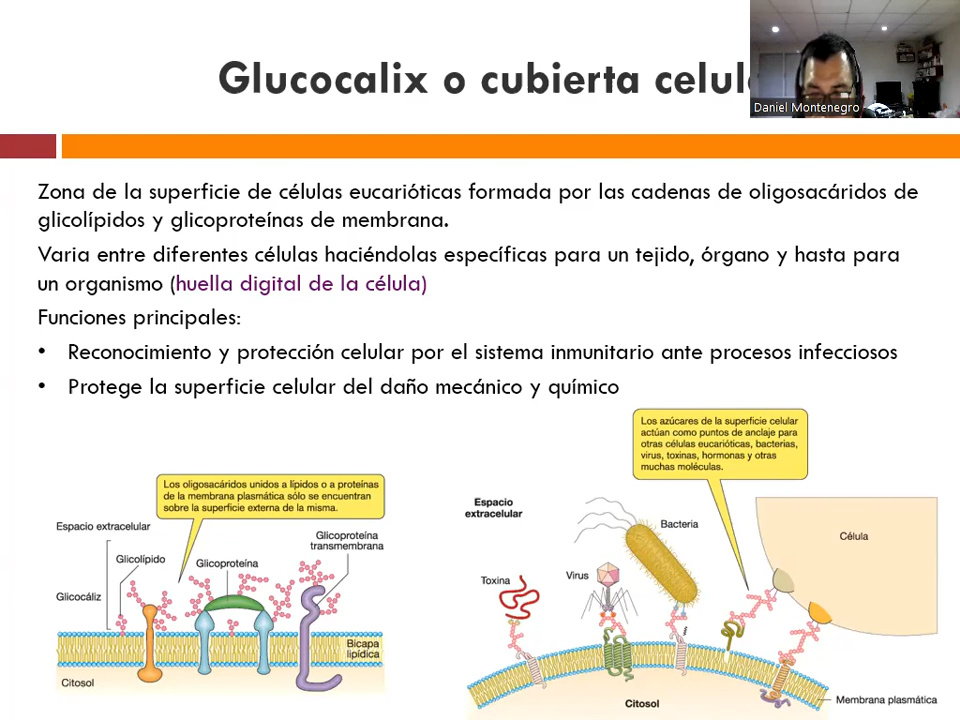 Glucocalix o cubierta celul
Daniel Montenegro
Zona de la superficie de células eucarióticas formada por las cadenas de oligosacáridos de
glicolípidos y glicoproteínas de membrana.
Varia entre diferentes células haciéndolas específicas para un tejido, órgano y hasta para
un organismo (huella digital de la célula)
Funciones principales:
• Reconocimiento y protección celular por el sistema inmunitario ante procesos infecciosos
• Protege la superficie celular del daño mecánico y químico
Los oligosacáridos unidos a lípidos o a proteínas
de la membrana plasmática sólo se encuentran
sobre la superficie externa de la misma.
Espacio extracelular
Glicolípido
Glicoproteína
Glicoproteína
transmembrana
Glicocáliz
Bicapa
lipídica
Citosol
Los azúcares de la superficie celular
actúan como puntos de anclaje para
otras células eucarióticas, bacterias,
virus, toxinas, hormonas y otras
muchas moléculas.
Espacio
extracelular
Bacteria
Célula
Toxina
Virus
Citosol
Membrana plasmática